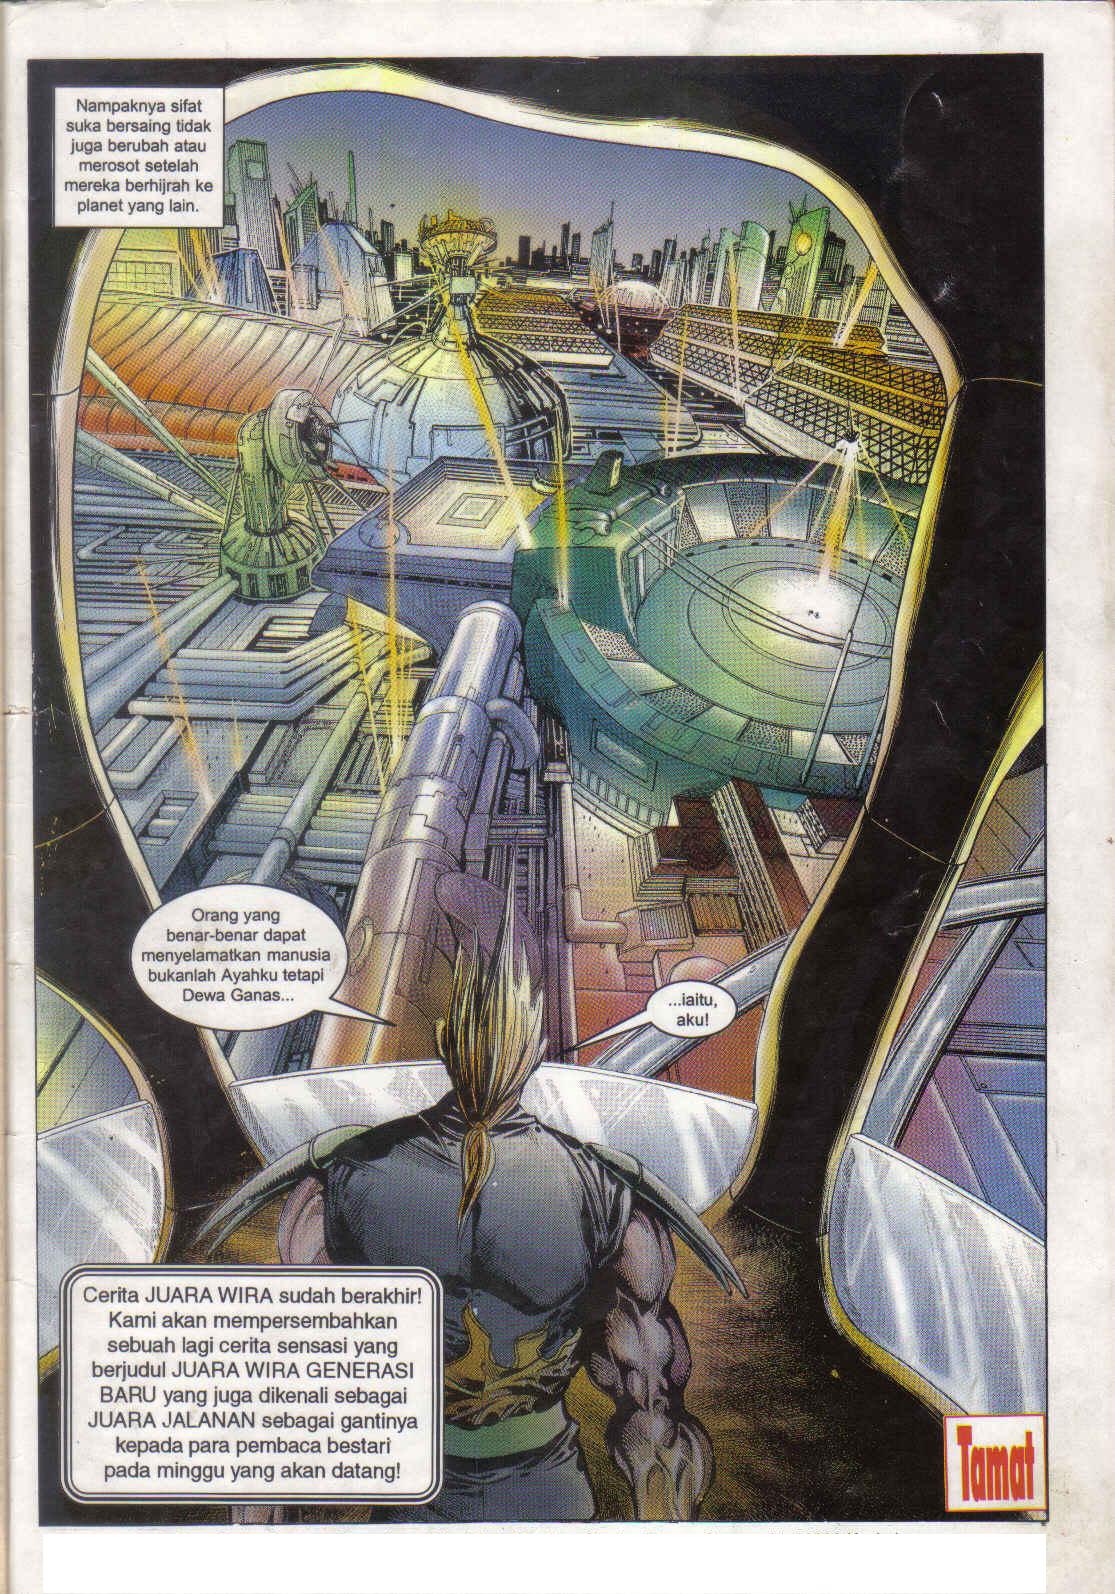 Nampaknya sifat
suka bersaing tidak
juga berubah atau
merosot setelah
mereka berhijrah ke
planet yang lain.
Orang yang
benar-benar dapat
menyelamatkan manusia
bukanlah Ayahku tetapi
Dewa Ganas...
...iaitu,
aku!
Cerita JUARA WIRA sudah berakhir!
Kami akan mempersembahkan
sebuah lagi cerita sensasi yang
berjudul JUARA WIRA GENERASI
BARU yang juga dikenali sebagai
JUARA JALANAN sebagai gantinya
kepada para pembaca bestari
pada minggu yang akan datang!
Tamat